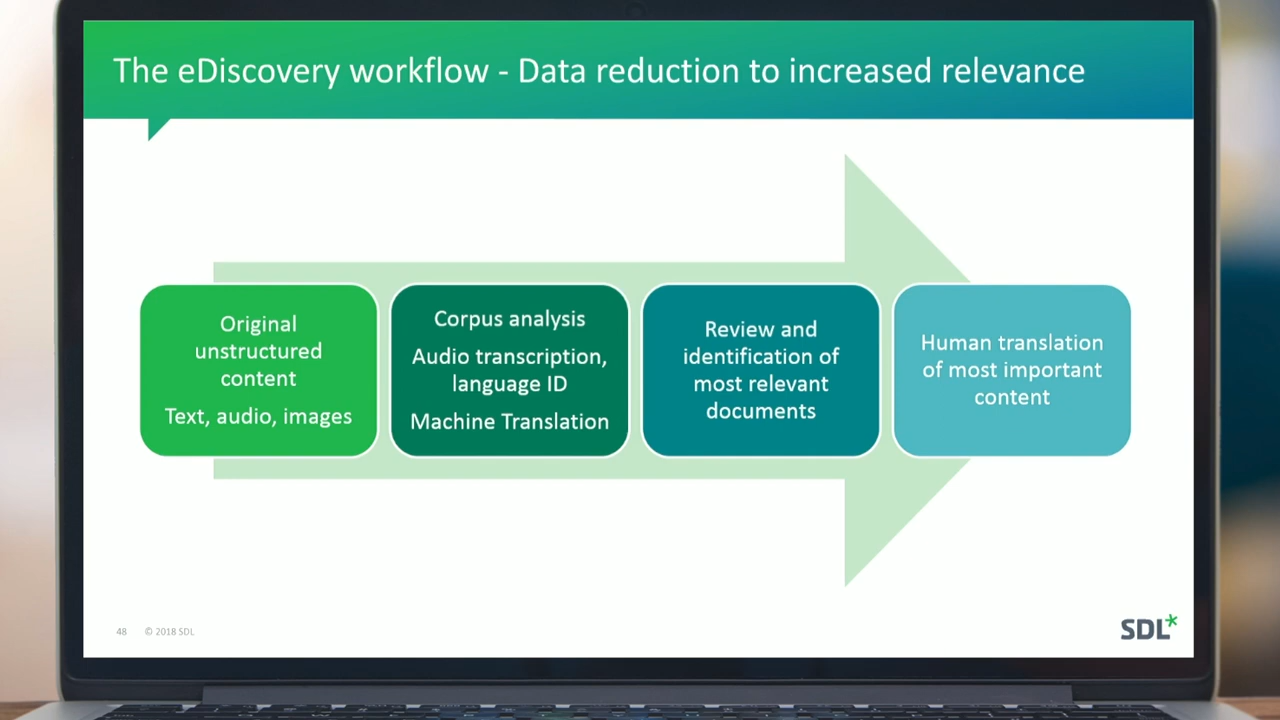 The eDiscovery workflow - Data reduction to increased relevance
Original
unstructured
content
Text, audio, images
Corpus analysis
Audio transcription,
language ID
Machine Translation
Review and
identification of
most relevant
documents
Human translation
of most important
content
48 © 2018 SDL
SDL*